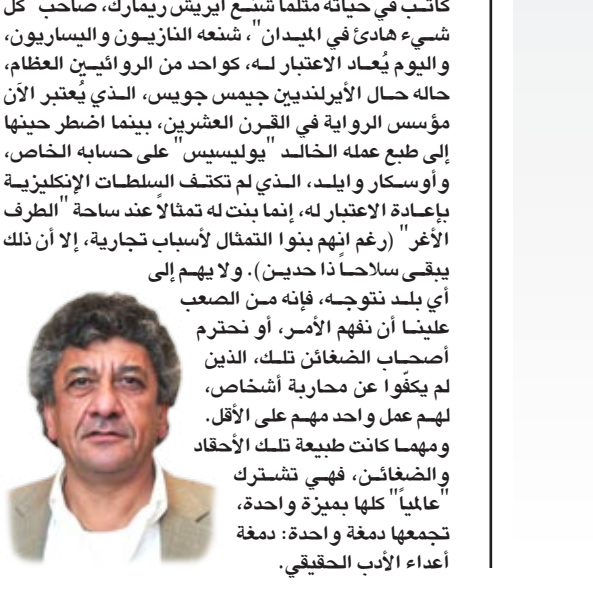 كاتب في حياته مثلما شنع ايريش ريمارك، صاحب "كل
شيء هادئ في الميدان"، شنعه النازيون واليساريون،
واليوم يُعاد الاعتبار له، كواحد من الروائيين العظام،
حاله حال الأيرلنديين جيمس جويس، الذي يُعتبر الآن
مؤسس الرواية في القرن العشرين، بينما اضطر حينها
إلى طبع عمله الخالد "يوليسيس" على حسابه الخاص،
وأوسكار وايلد، الذي لم تكتف السلطات الإنكليزية
بإعادة الاعتبار له، إنما بنت له تمثالاً عند ساحة "الطرف
الأغر" (رغم انهم بنوا التمثال لأسباب تجارية، إلا أن ذلك
يبقى سلاحاً ذا حدين). ولا يهم إلى
أي بلد نتوجه، فإنه من الصعب
علينا أن نفهم الأمر، أو نحترم
أصحاب الضغائن تلك، الذين
لم يكفّوا عن محاربة أشخاص،
لهم عمل واحد مهم على الأقل.
ومهما كانت طبيعة تلك الأحقاد
والضغائن، فهي تشترك
"عالمياً" كلها بميزة واحدة،
تجمعها دمغة واحدة: دمغة
أعداء الأدب الحقيقي.